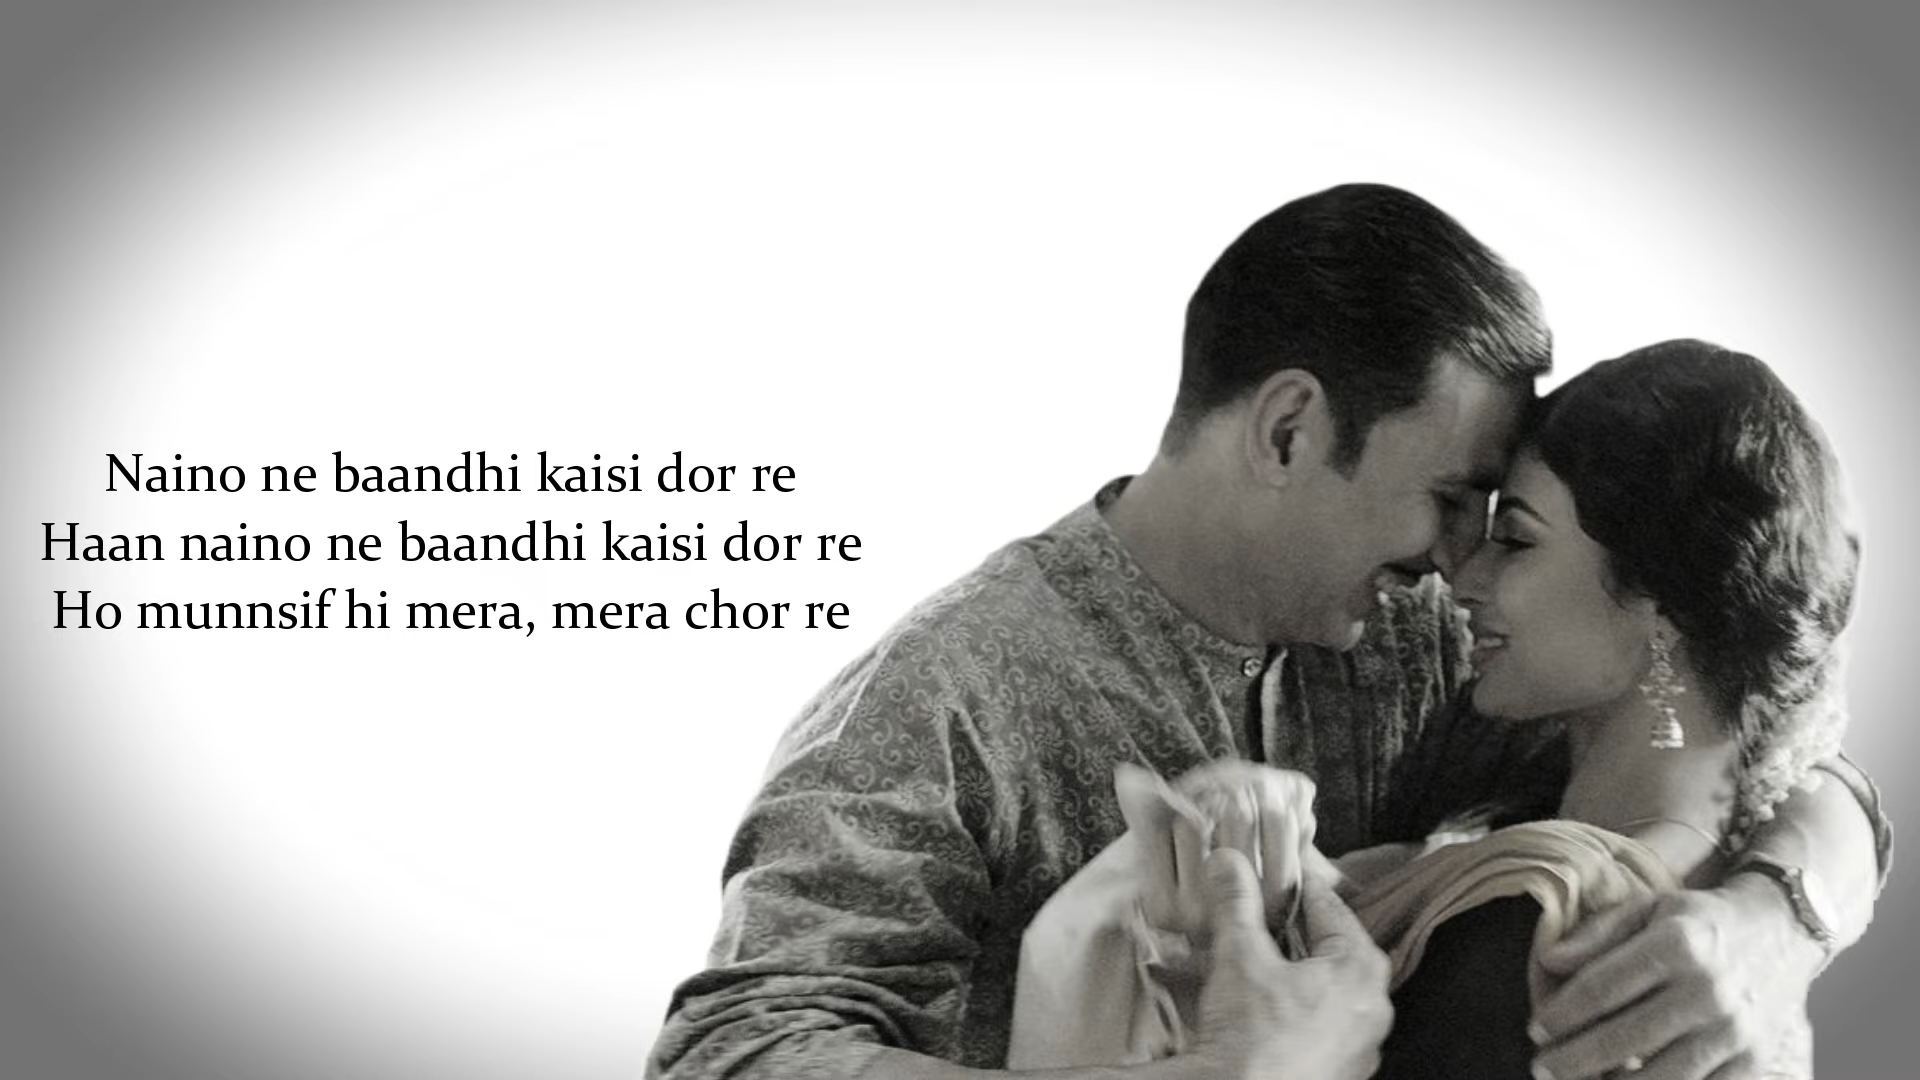 Naino ne baandhi kaisi dor re
Haan naino ne baandhi kaisi dor re
Ho munnsif hi mera, mera chor re